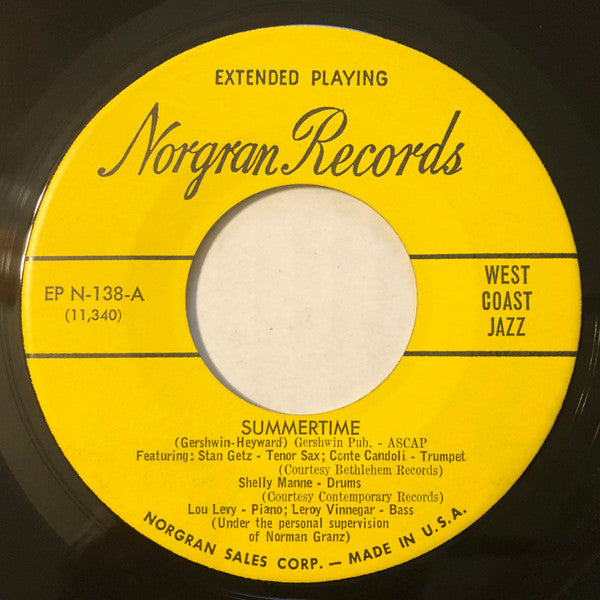 EXTENDED PLAYING
Norgran Records
EP N-138-A
(11,340)
WEST
COAST
JAZZ
SUMMERTIME
(Gershwin-Heyward) Gershwin Pub. - ASCAP
Featuring: Stan Getz - Tenor Sax; Conte Candoli - Trumpet
(Courtesy Bethlehem Records)
Shelly Manne - Drums
(Courtesy Contemporary Records)
Lou Levy - Piano; Leroy Vinnegar - Bass
(Under the personal supervision
of Norman Granz)
NORGRAN SALES CORP. — MADE IN U.S.A.